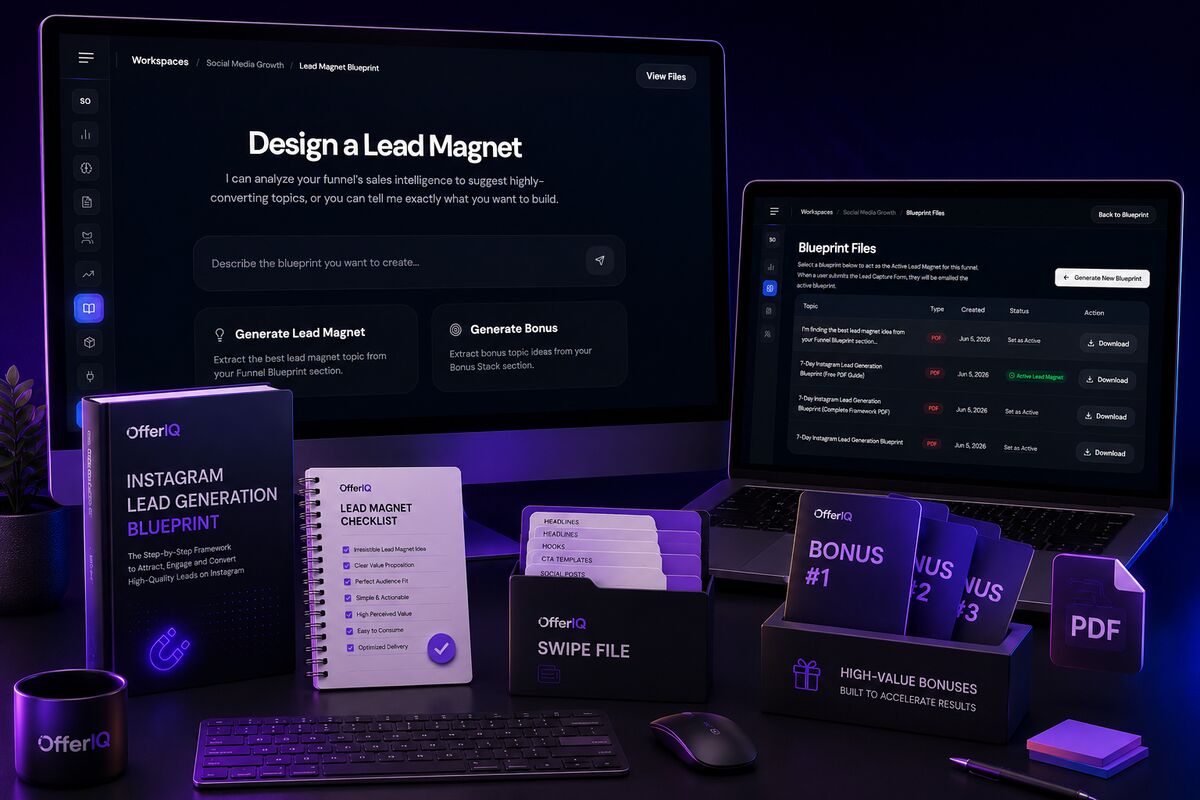 Workspaces / Social Media Growth / Lead Magnet Blueprint
View Files
SO
Design a Lead Magnet
I can analyze your funnel's sales intelligence to suggest highly-
converting topics, or you can tell me exactly what you want to build.
Describe the blueprint you want to create...
Generate Lead Magnet
Extract the best lead magnet topic from
your Funnel Blueprint section.
Generate Bonus
Extract bonus topic ideas from your
Bonus Stack section.
Workspaces / Social Media Growth / Blueprint Files
Back to Blueprint
SO
Blueprint Files
Select a blueprint below to act as the Active Lead Magnet for this funnel.
When a user submits the Lead Capture Form, they will be emailed the
active blueprint.
← Generate New Blueprint
Topic Type Created Status Action
I'm finding the best lead magnet idea from
your Funnel Blueprint section...
PDF Jun 5, 2026 Set as Active Download
7-Day Instagram Lead Generation
Blueprint (Free PDF Guide)
PDF Jun 5, 2026 Active Lead Magnet Download
7-Day Instagram Lead Generation
Blueprint (Complete Framework PDF)
PDF Jun 5, 2026 Set as Active Download
7-Day Instagram Lead Generation Blueprint
PDF Jun 5, 2026 Set as Active Download
OfferIQ
INSTAGRAM
LEAD GENERATION
BLUEPRINT
The Step-by-Step Framework
to Attract, Engage and Convert
High-Quality Leads on Instagram
OfferIQ
LEAD MAGNET
CHECKLIST
Irresistible Lead Magnet Idea
Clear Value Proposition
Perfect Audience Fit
Simple & Actionable
High Perceived Value
Easy to Consume
Optimized Delivery
HEADLINES
HEADLINES
HOOKS
CTA TEMPLATES
SOCIAL POSTS
OfferIQ
SWIPE FILE
OfferIQ
BONUS
#1
NUS
#2
NUS
#3
HIGH-VALUE BONUSES
BUILT TO ACCELERATE RESULTS
PDF
OfferIQ